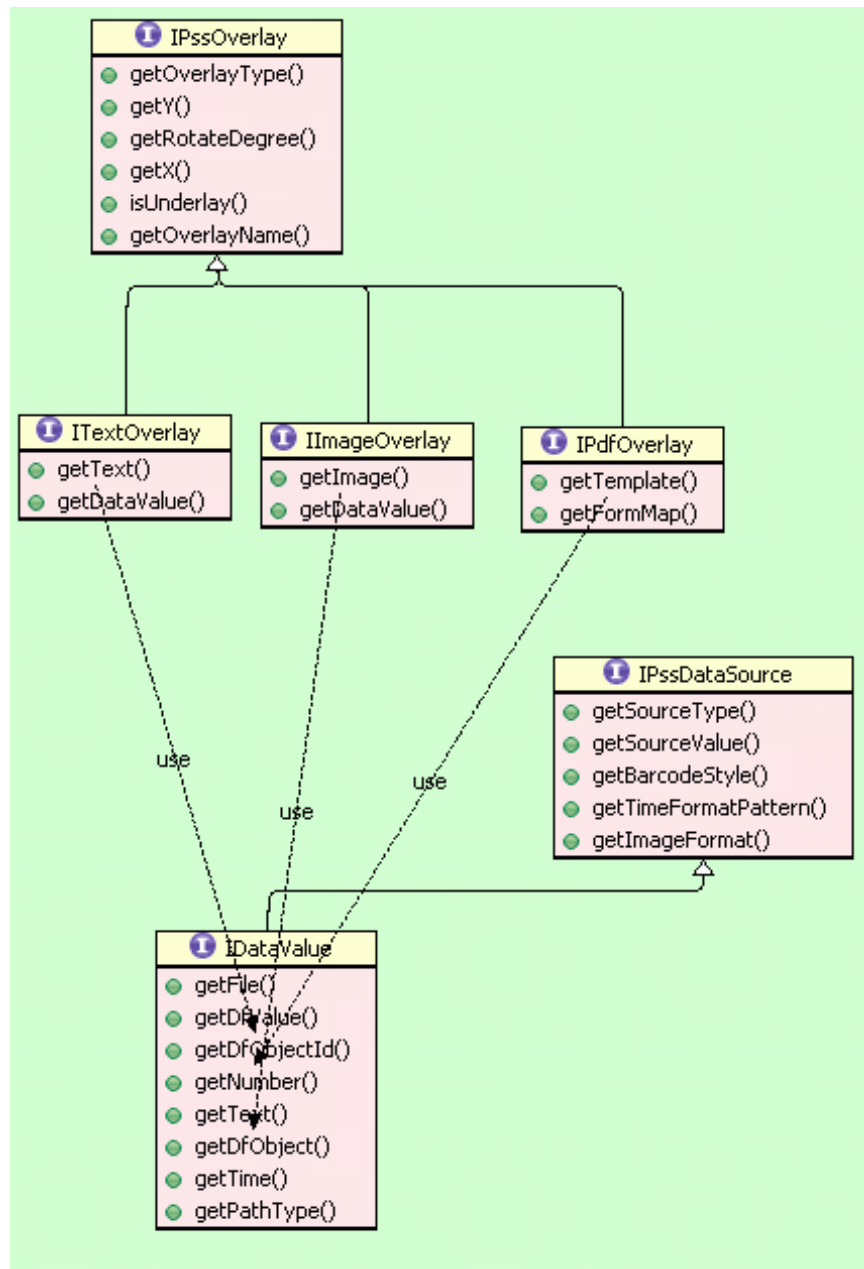 I IPssOverlay
getOverlayType()
getY()
getRotateDegree()
getX()
isUnderlay()
getOverlayName()
I ITextOverlay
getText()
getDataValue()
I IImageOverlay
getImage()
getDataValue()
I IPdfOverlay
getTemplate()
getFormMap()
I IPssDataSource
getSourceType()
getSourceValue()
getBarcodeStyle()
getTimeFormatPattern()
getImageFormat()
use
use
use
I IDataValue
getFile()
getDfValue()
getDfObjectId()
getNumber()
getText()
getDfObject()
getTime()
getPathType()